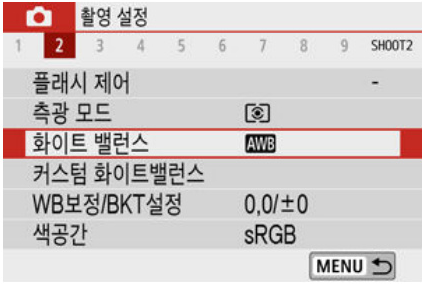 촬영 설정
1 2 3 4 5 6 7 8 9 SHOOT2
플래시 제어 -
측광 모드
화이트 밸런스 AWB
커스텀 화이트밸런스
WB보정/BKT설정 0,0/±0
색공간 sRGB
MENU